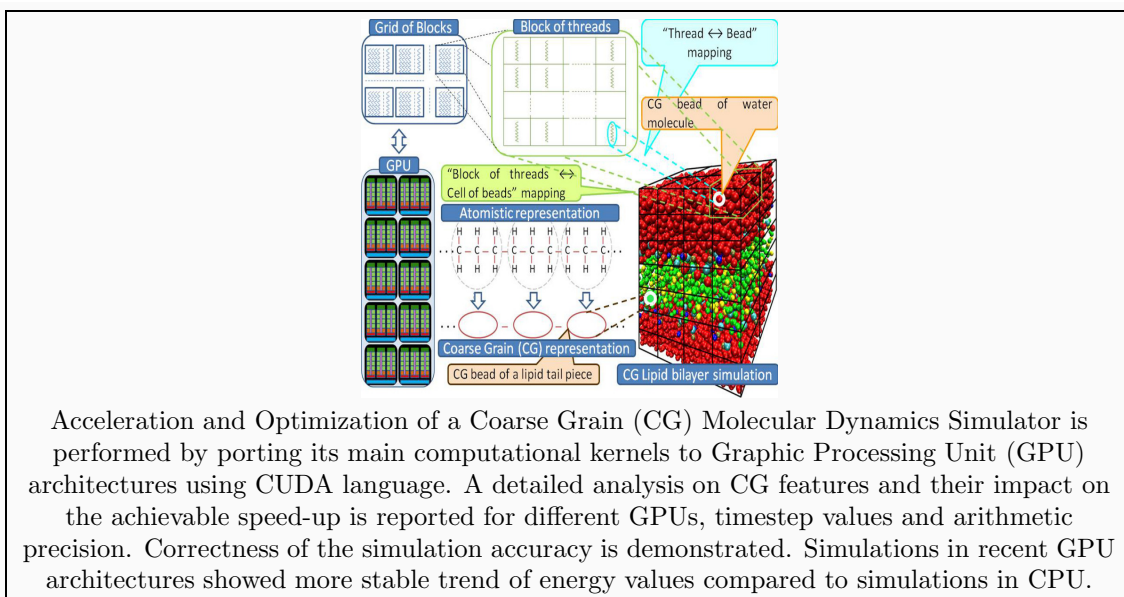 Grid of Blocks
Block of threads
"Thread ↔ Bead"
mapping
CG bead of water
molecule
GPU
"Block of threads ↔
Cell of beads" mapping
Atomistic representation
H H H H H H H H H
··· C – C – C – C – C – C – C – C – C ···
H H H H H H H H H
··· – – ···
Coarse Grain (CG) representation
CG bead of a lipid tail piece
CG Lipid bilayer simulation
Acceleration and Optimization of a Coarse Grain (CG) Molecular Dynamics Simulator is
performed by porting its main computational kernels to Graphic Processing Unit (GPU)
architectures using CUDA language. A detailed analysis on CG features and their impact on
the achievable speed-up is reported for different GPUs, timestep values and arithmetic
precision. Correctness of the simulation accuracy is demonstrated. Simulations in recent GPU
architectures showed more stable trend of energy values compared to simulations in CPU.